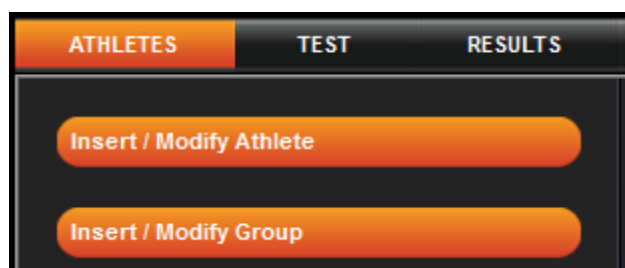 ATHLETES TEST RESULTS
Insert / Modify Athlete
Insert / Modify Group